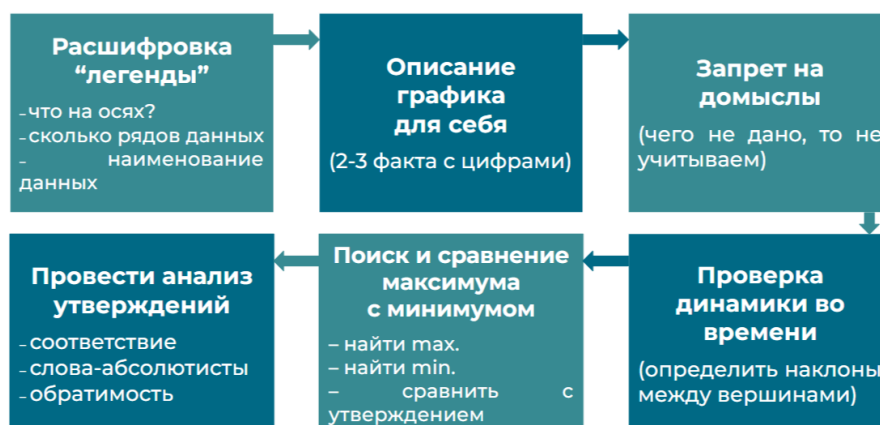 Расшифровка
“легенды”
-что на осях?
-сколько рядов данных
- наименование
данных
Описание
графика
для себя
(2-3 факта с цифрами)
Запрет на
домыслы
(чего не дано, то не
учитываем)
Проверка
динамики во
времени
(определить наклоны
между вершинами)
Поиск и сравнение
максимума
с минимумом
– найти max.
– найти min.
– сравнить с
утверждением
Провести анализ
утверждений
-соответствие
-слова-абсолютисты
-обратимость